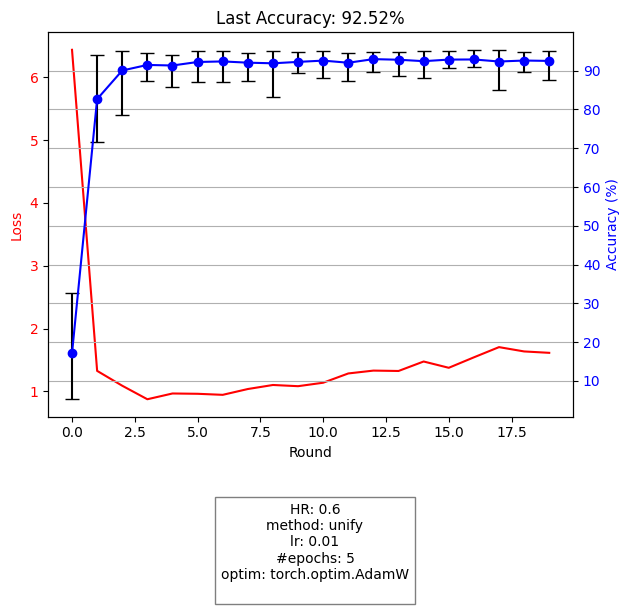 Last Accuracy: 92.52%
6
5
4
3
2
1
Loss
90
80
70
60
50
40
30
20
10
Accuracy (%)
0.0 2.5 5.0 7.5 10.0 12.5 15.0 17.5
Round
HR: 0.6
method: unify
lr: 0.01
#epochs: 5
optim: torch.optim.AdamW